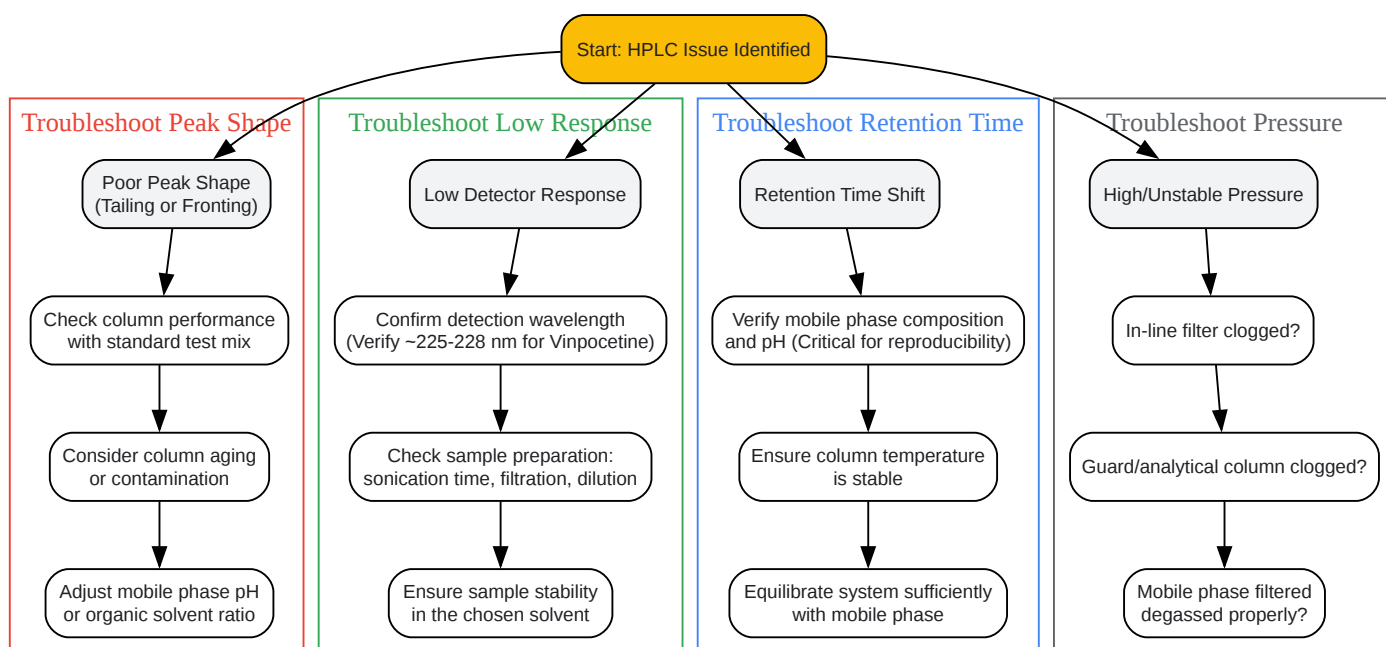 Start: HPLC Issue Identified
Troubleshoot Peak Shape
Poor Peak Shape
(Tailing or Fronting)
Check column performance
with standard test mix
Consider column aging
or contamination
Adjust mobile phase pH
or organic solvent ratio
Troubleshoot Low Response
Low Detector Response
Confirm detection wavelength
(Verify ~225-228 nm for Vinpocetine)
Check sample preparation:
sonication time, filtration, dilution
Ensure sample stability
in the chosen solvent
Troubleshoot Retention Time
Retention Time Shift
Verify mobile phase composition
and pH (Critical for reproducibility)
Ensure column temperature
is stable
Equilibrate system sufficiently
with mobile phase
Troubleshoot Pressure
High/Unstable Pressure
In-line filter clogged?
Guard/analytical column clogged?
Mobile phase filtered
degassed properly?